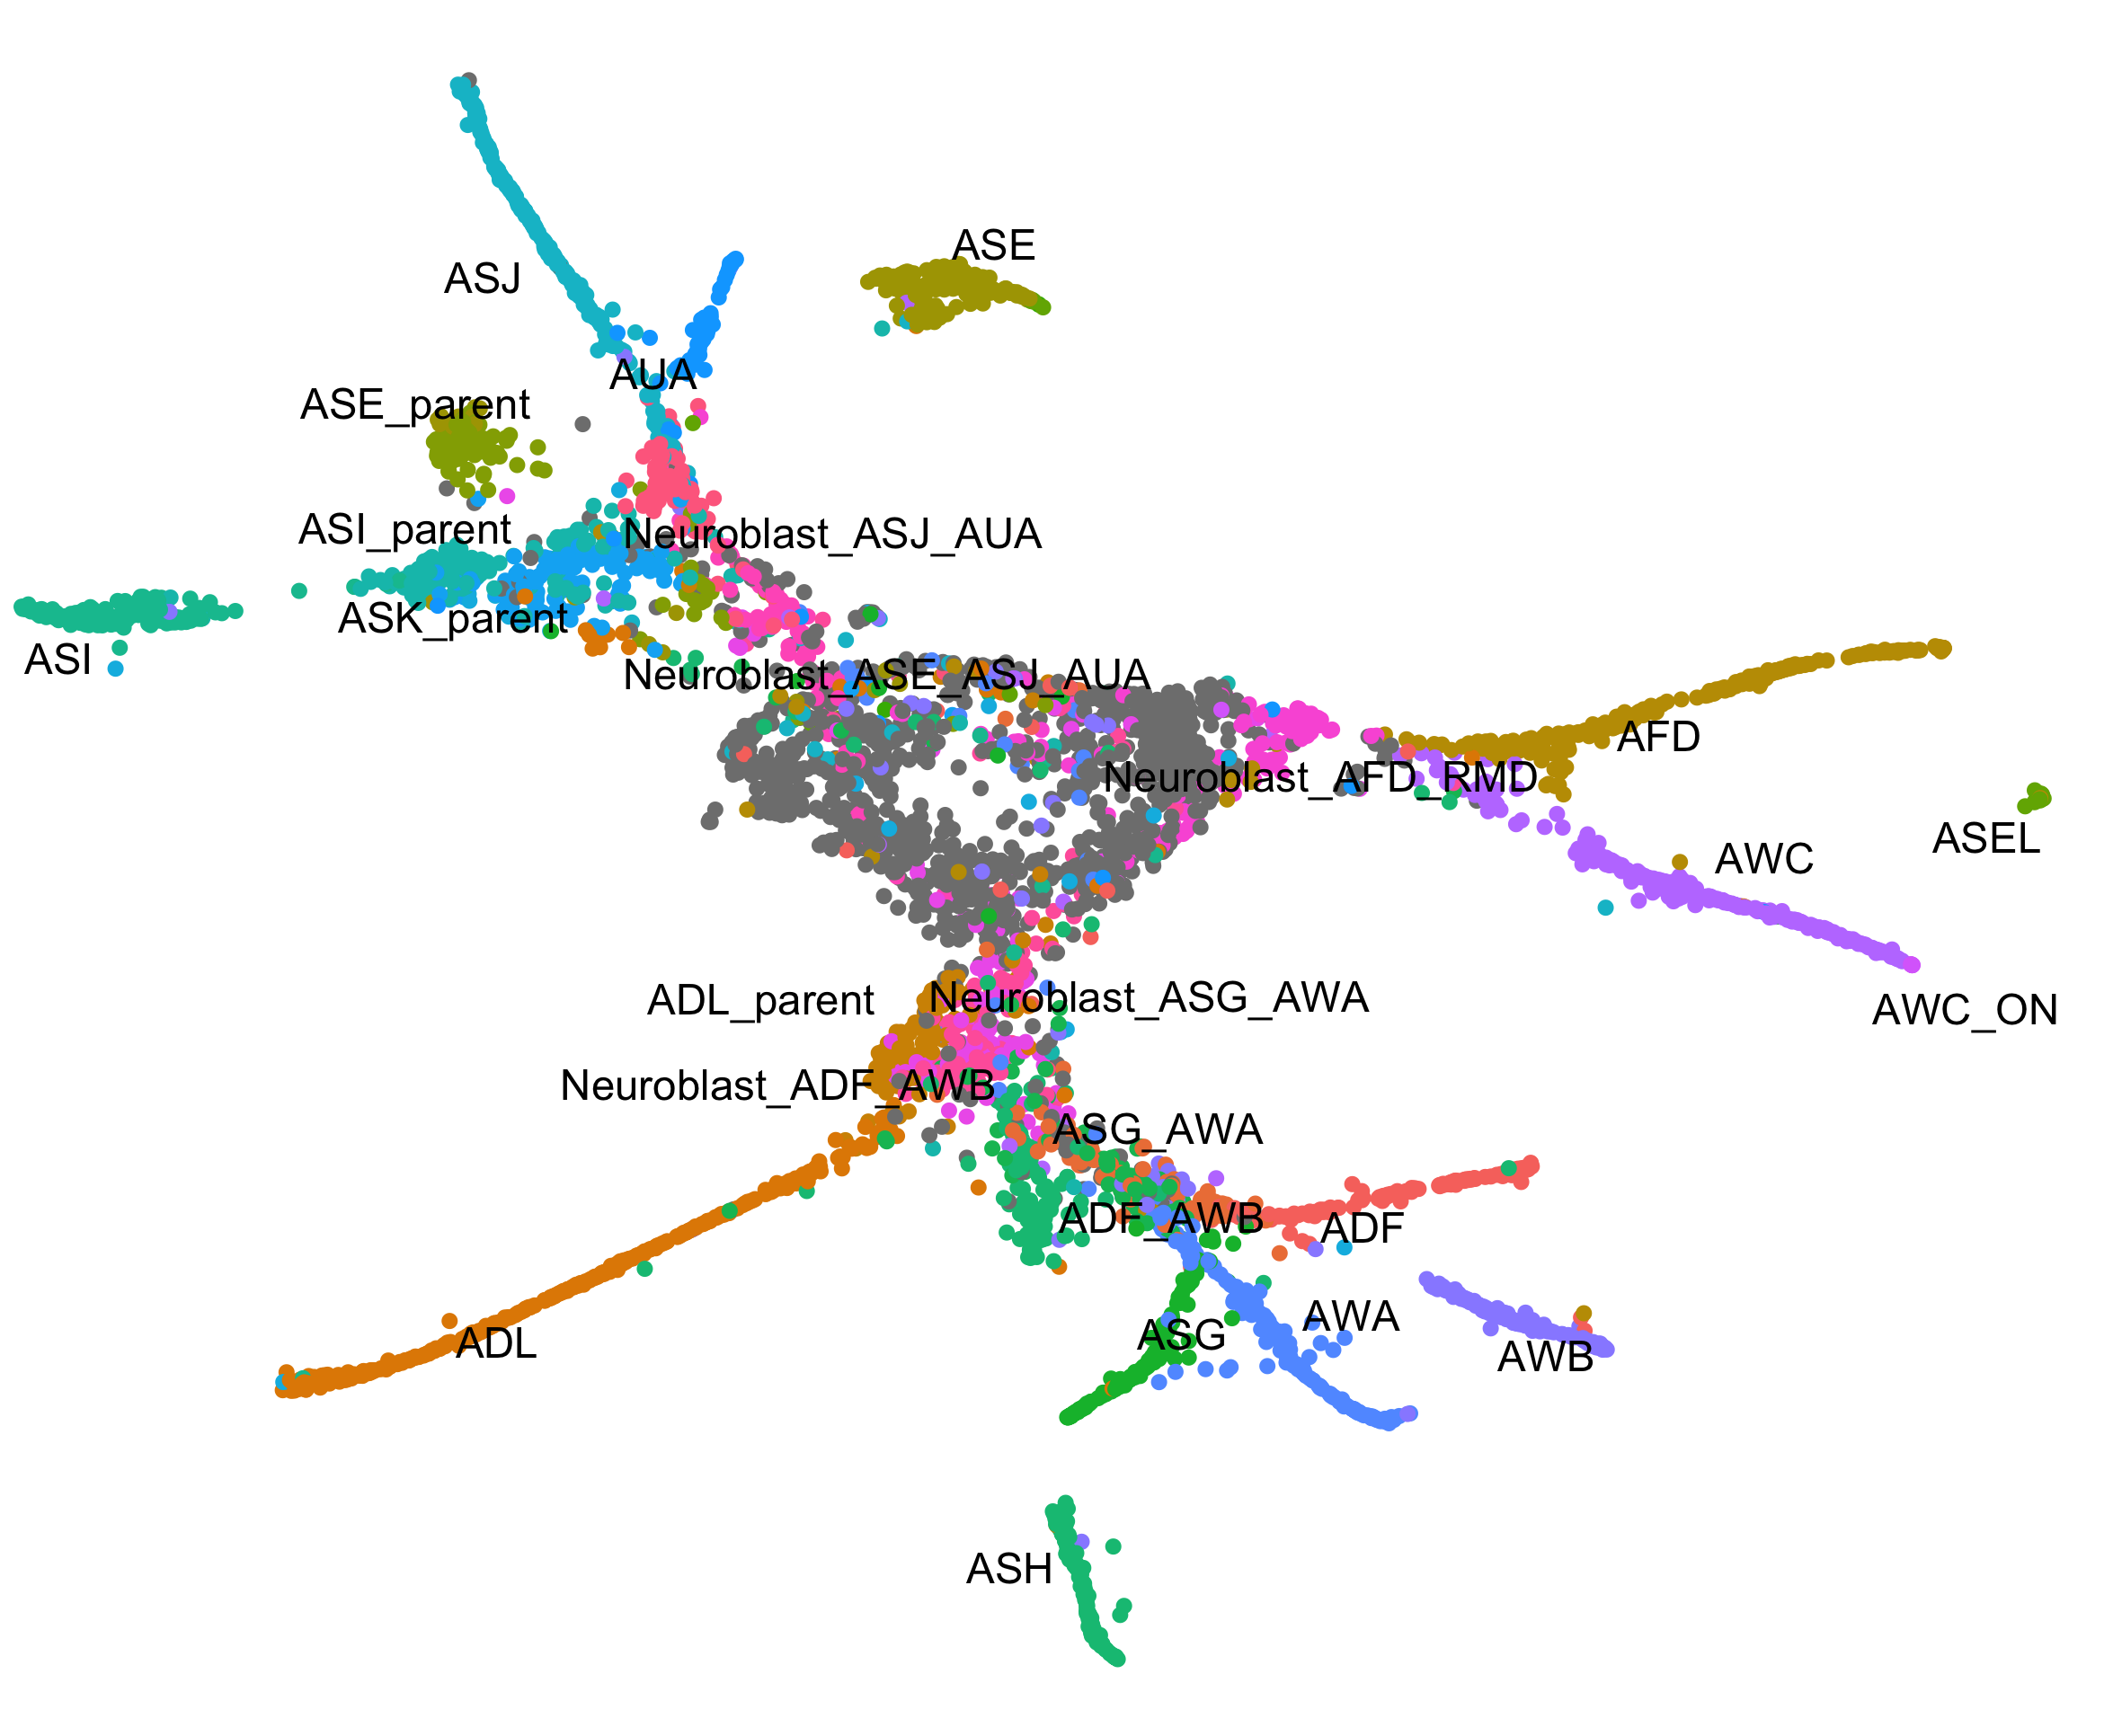 ASE
ASJ
AUA
ASE_parent
ASI_parent
Neuroblast_ASJ_AUA
ASK_parent
ASI
Neuroblast_ASE_ASJ_AUA
AFD
Neuroblast_AFD_RMD
ASEL
AWC
ADL_parent
Neuroblast_ASG_AWA
AWC_ON
Neuroblast_ADF_AWB
ASG_AWA
ADF_AWB
ADF
AWA
ASG
ADL
AWB
ASH